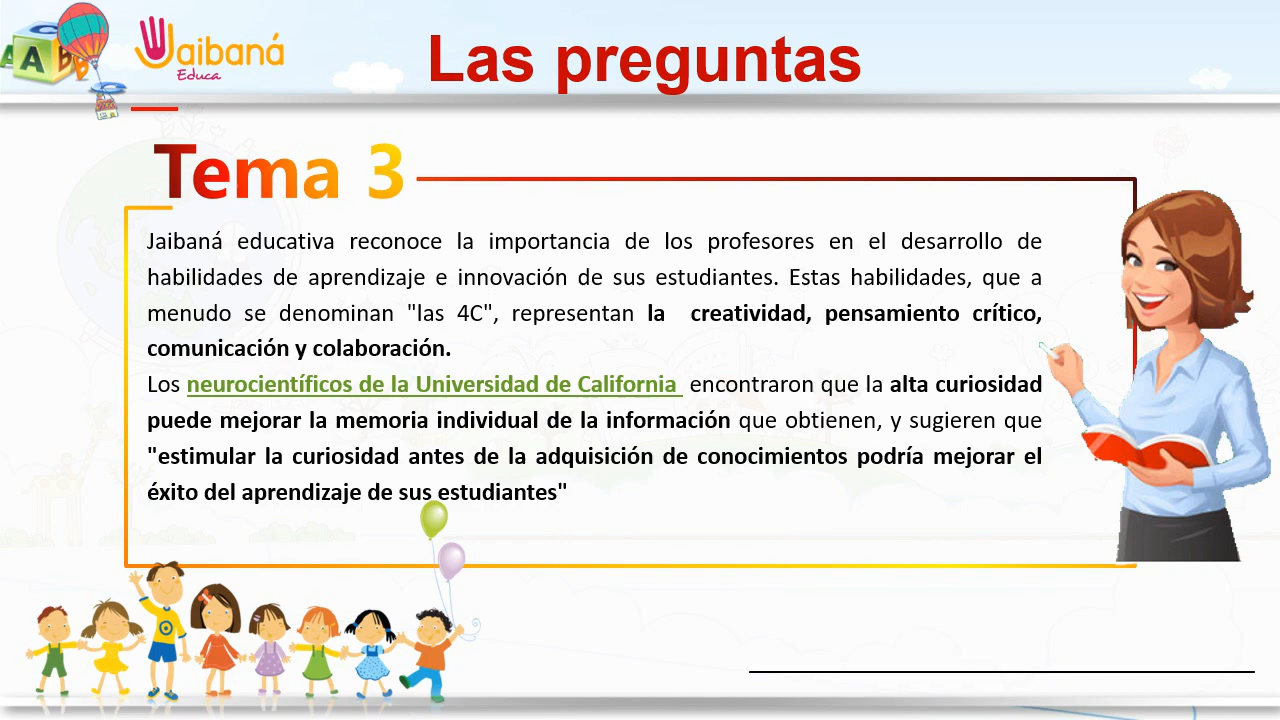 Jaibaná
Educa
Las preguntas
Tema 3
Jaibaná educativa reconoce la importancia de los profesores en el desarrollo de
habilidades de aprendizaje e innovación de sus estudiantes. Estas habilidades, que a
menudo se denominan "las 4C", representan la creatividad, pensamiento crítico,
comunicación y colaboración.
Los neurocientíficos de la Universidad de California encontraron que la alta curiosidad
puede mejorar la memoria individual de la información que obtienen, y sugieren que
"estimular la curiosidad antes de la adquisición de conocimientos podría mejorar el
éxito del aprendizaje de sus estudiantes"